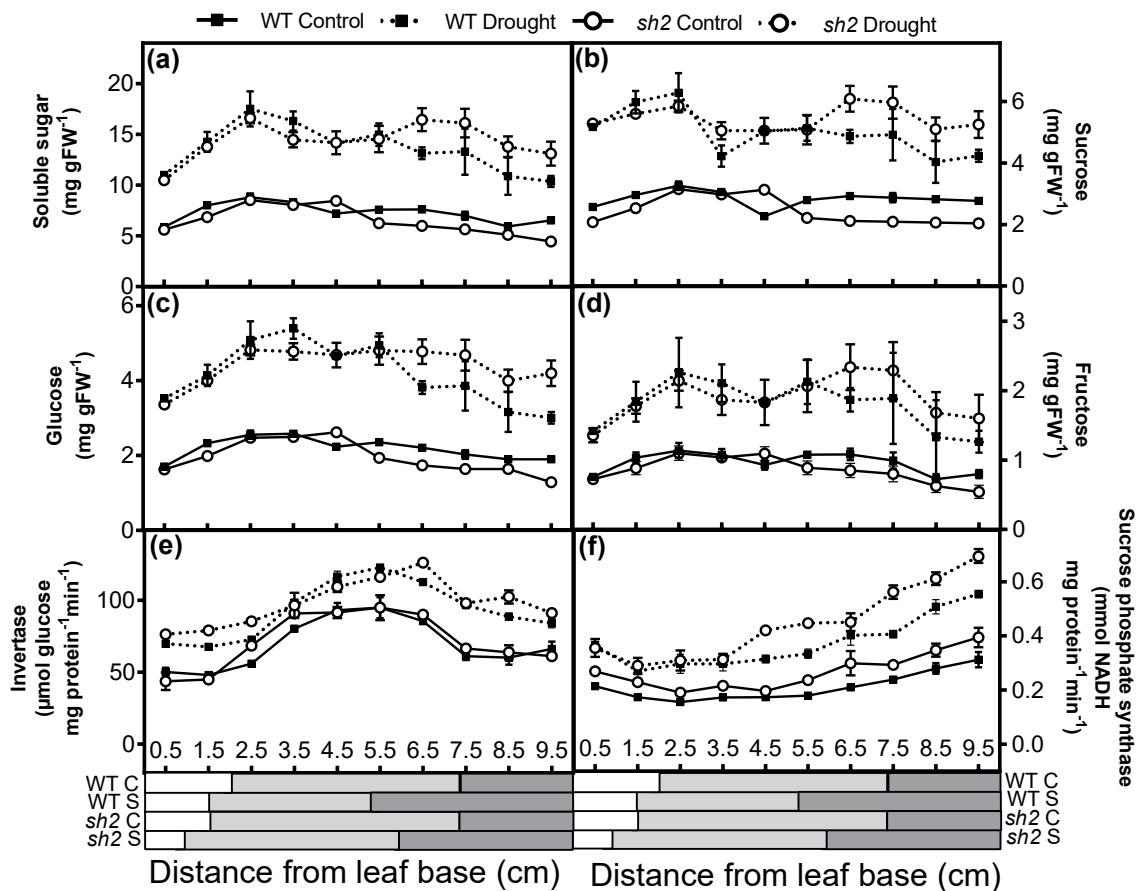 WT Control WT Drought sh2 Control sh2 Drought
(a)
20
15
10
5
0
Soluble sugar
(mg gFW⁻¹)
(b)
6
4
2
0
Sucrose
(mg gFW⁻¹)
(c)
6
4
2
0
Glucose
(mg gFW⁻¹)
(d)
3
2
1
0
Fructose
(mg gFW⁻¹)
(e)
100
50
0
Invertase
(µmol glucose
mg protein⁻¹min⁻¹)
0.5 1.5 2.5 3.5 4.5 5.5 6.5 7.5 8.5 9.5
(f)
0.6
0.4
0.2
0.0
Sucrose phosphate synthase
(mmol NADH
mg protein⁻¹min⁻¹)
0.5 1.5 2.5 3.5 4.5 5.5 6.5 7.5 8.5 9.5
WT C
WT S
sh2 C
sh2 S
WT C
WT S
sh2 C
sh2 S
Distance from leaf base (cm)
Distance from leaf base (cm)